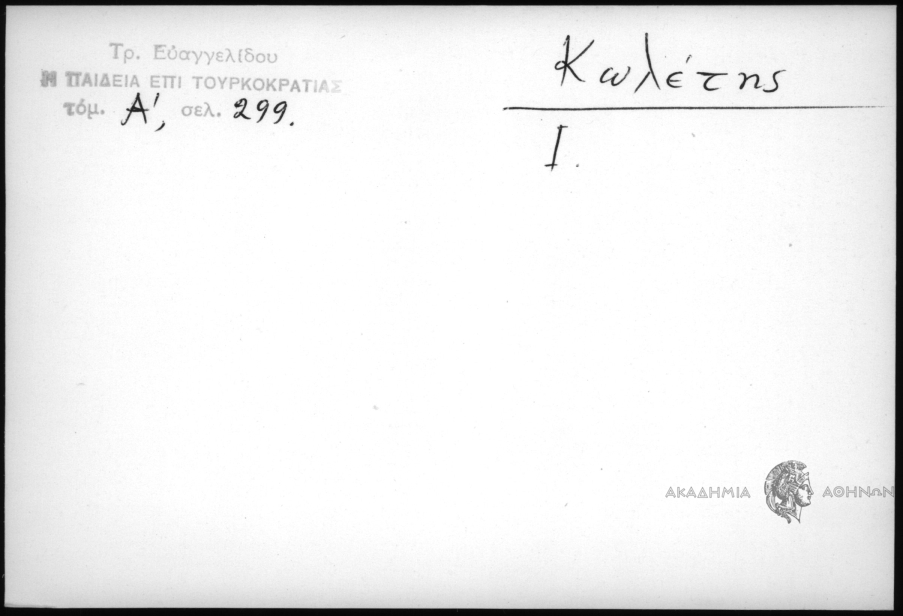 Τρ. Εὐαγγελίδου
Η ΠΑΙΔΕΙΑ ΕΠΙ ΤΟΥΡΚΟΚΡΑΤΙΑΣ
τόμ. Α', σελ. 299.
Κωλέτης
Ι.
ΑΚΑΔΗΜΙΑ ΑΘΗΝΩΝ